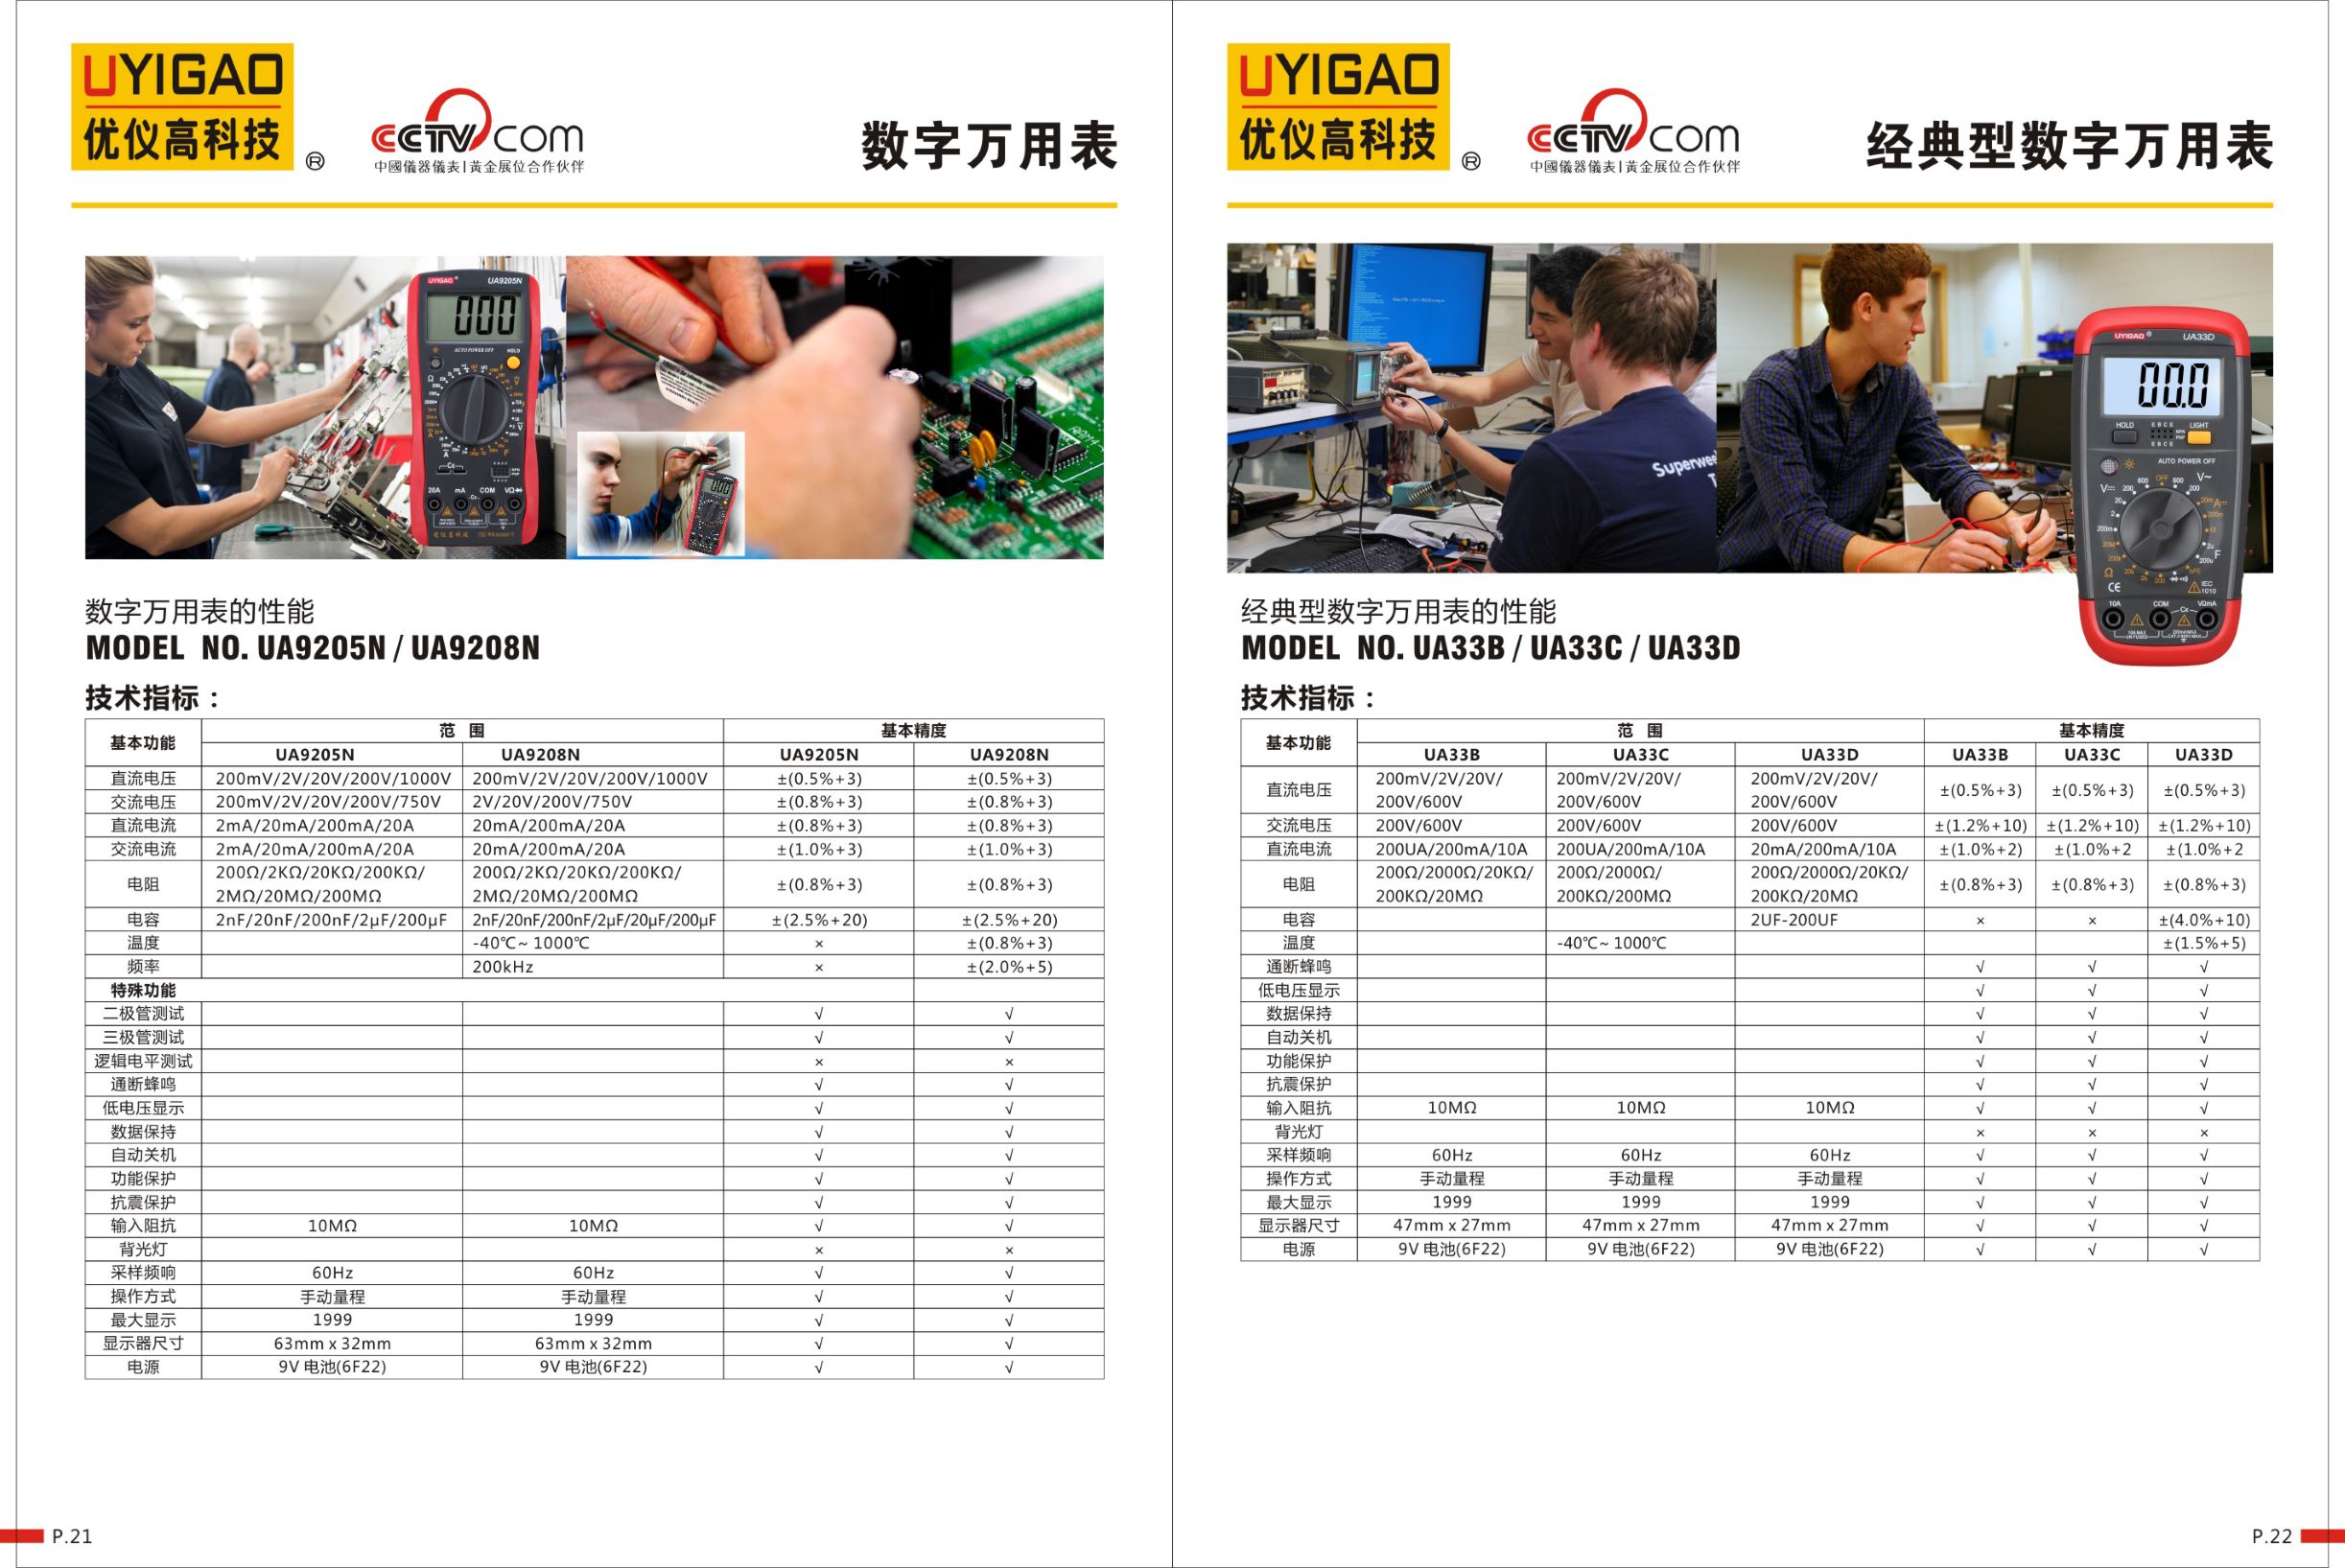 UYIGAO
优仪高科技
®
CCTV.com
中國儀器儀表|黃金展位合作伙伴
数字万用表
UYIGAO®
UA9205N
000
AUTO POWER OFF
HOLD
20A mA COM VΩ
数字万用表的性能
MODEL NO. UA9205N / UA9208N
技术指标：
基本功能 范 围 基本精度
UA9205N UA9208N UA9205N UA9208N
直流电压 200mV/2V/20V/200V/1000V 200mV/2V/20V/200V/1000V ±(0.5%+3) ±(0.5%+3)
交流电压 200mV/2V/20V/200V/750V 2V/20V/200V/750V ±(0.8%+3) ±(0.8%+3)
直流电流 2mA/20mA/200mA/20A 20mA/200mA/20A ±(0.8%+3) ±(0.8%+3)
交流电流 2mA/20mA/200mA/20A 20mA/200mA/20A ±(1.0%+3) ±(1.0%+3)
电阻 200Ω/2KΩ/20KΩ/200KΩ/ 200Ω/2KΩ/20KΩ/200KΩ/ ±(0.8%+3) ±(0.8%+3)
2MΩ/20MΩ/200MΩ 2MΩ/20MΩ/200MΩ
电容 2nF/20nF/200nF/2μF/200μF 2nF/20nF/200nF/2μF/20μF/200μF ±(2.5%+20) ±(2.5%+20)
温度 -40℃~ 1000℃ × ±(0.8%+3)
频率 200kHz × ±(2.0%+5)
特殊功能
二极管测试 √ √
三极管测试 √ √
逻辑电平测试 × ×
通断蜂鸣 √ √
低电压显示 √ √
数据保持 √ √
自动关机 √ √
功能保护 √ √
抗震保护 √ √
输入阻抗 10MΩ 10MΩ √ √
背光灯 × ×
采样频响 60Hz 60Hz √ √
操作方式 手动量程 手动量程 √ √
最大显示 1999 1999 √ √
显示器尺寸 63mm x 32mm 63mm x 32mm √ √
电源 9V 电池(6F22) 9V 电池(6F22) √ √
P.21
UYIGAO
优仪高科技
®
CCTV.com
中國儀器儀表|黃金展位合作伙伴
经典型数字万用表
UYIGAO®
UA33D
00.0
HOLD
LIGHT
AUTO POWER OFF
10A COM VΩmA
经典型数字万用表的性能
MODEL NO. UA33B / UA33C / UA33D
技术指标：
基本功能 范 围 基本精度
UA33B UA33C UA33D UA33B UA33C UA33D
直流电压 200mV/2V/20V/ 200mV/2V/20V/ 200mV/2V/20V/ ±(0.5%+3) ±(0.5%+3) ±(0.5%+3)
200V/600V 200V/600V 200V/600V
交流电压 200V/600V 200V/600V 200V/600V ±(1.2%+10) ±(1.2%+10) ±(1.2%+10)
直流电流 200UA/200mA/10A 200UA/200mA/10A 20mA/200mA/10A ±(1.0%+2) ±(1.0%+2 ±(1.0%+2
电阻 200Ω/2000Ω/20KΩ/ 200Ω/2000Ω/ 200Ω/2000Ω/20KΩ/ ±(0.8%+3) ±(0.8%+3) ±(0.8%+3)
200KΩ/20MΩ 200KΩ/200MΩ 200KΩ/20MΩ
电容 2UF-200UF × × ±(4.0%+10)
温度 -40℃~ 1000℃ ±(1.5%+5)
通断蜂鸣 √ √ √
低电压显示 √ √ √
数据保持 √ √ √
自动关机 √ √ √
功能保护 √ √ √
抗震保护 √ √ √
输入阻抗 10MΩ 10MΩ 10MΩ √ √ √
背光灯 × × ×
采样频响 60Hz 60Hz 60Hz √ √ √
操作方式 手动量程 手动量程 手动量程 √ √ √
最大显示 1999 1999 1999 √ √ √
显示器尺寸 47mm x 27mm 47mm x 27mm 47mm x 27mm √ √ √
电源 9V 电池(6F22) 9V 电池(6F22) 9V 电池(6F22) √ √ √
P.22